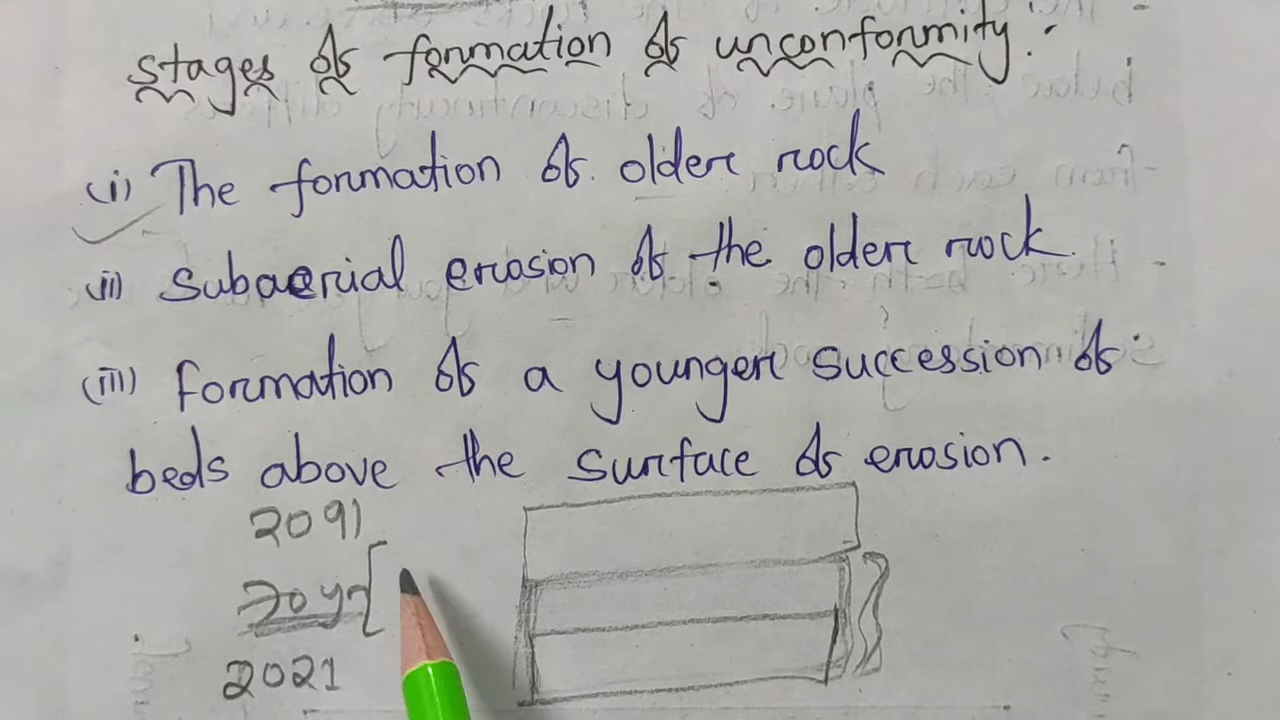 stages of formation of unconformity :-
(i) The formation of older rock
(ii) Subaerial erosion of the older rock.
(iii) formation of a younger succession of
beds above the surface of erosion.
2091
70yr
2021